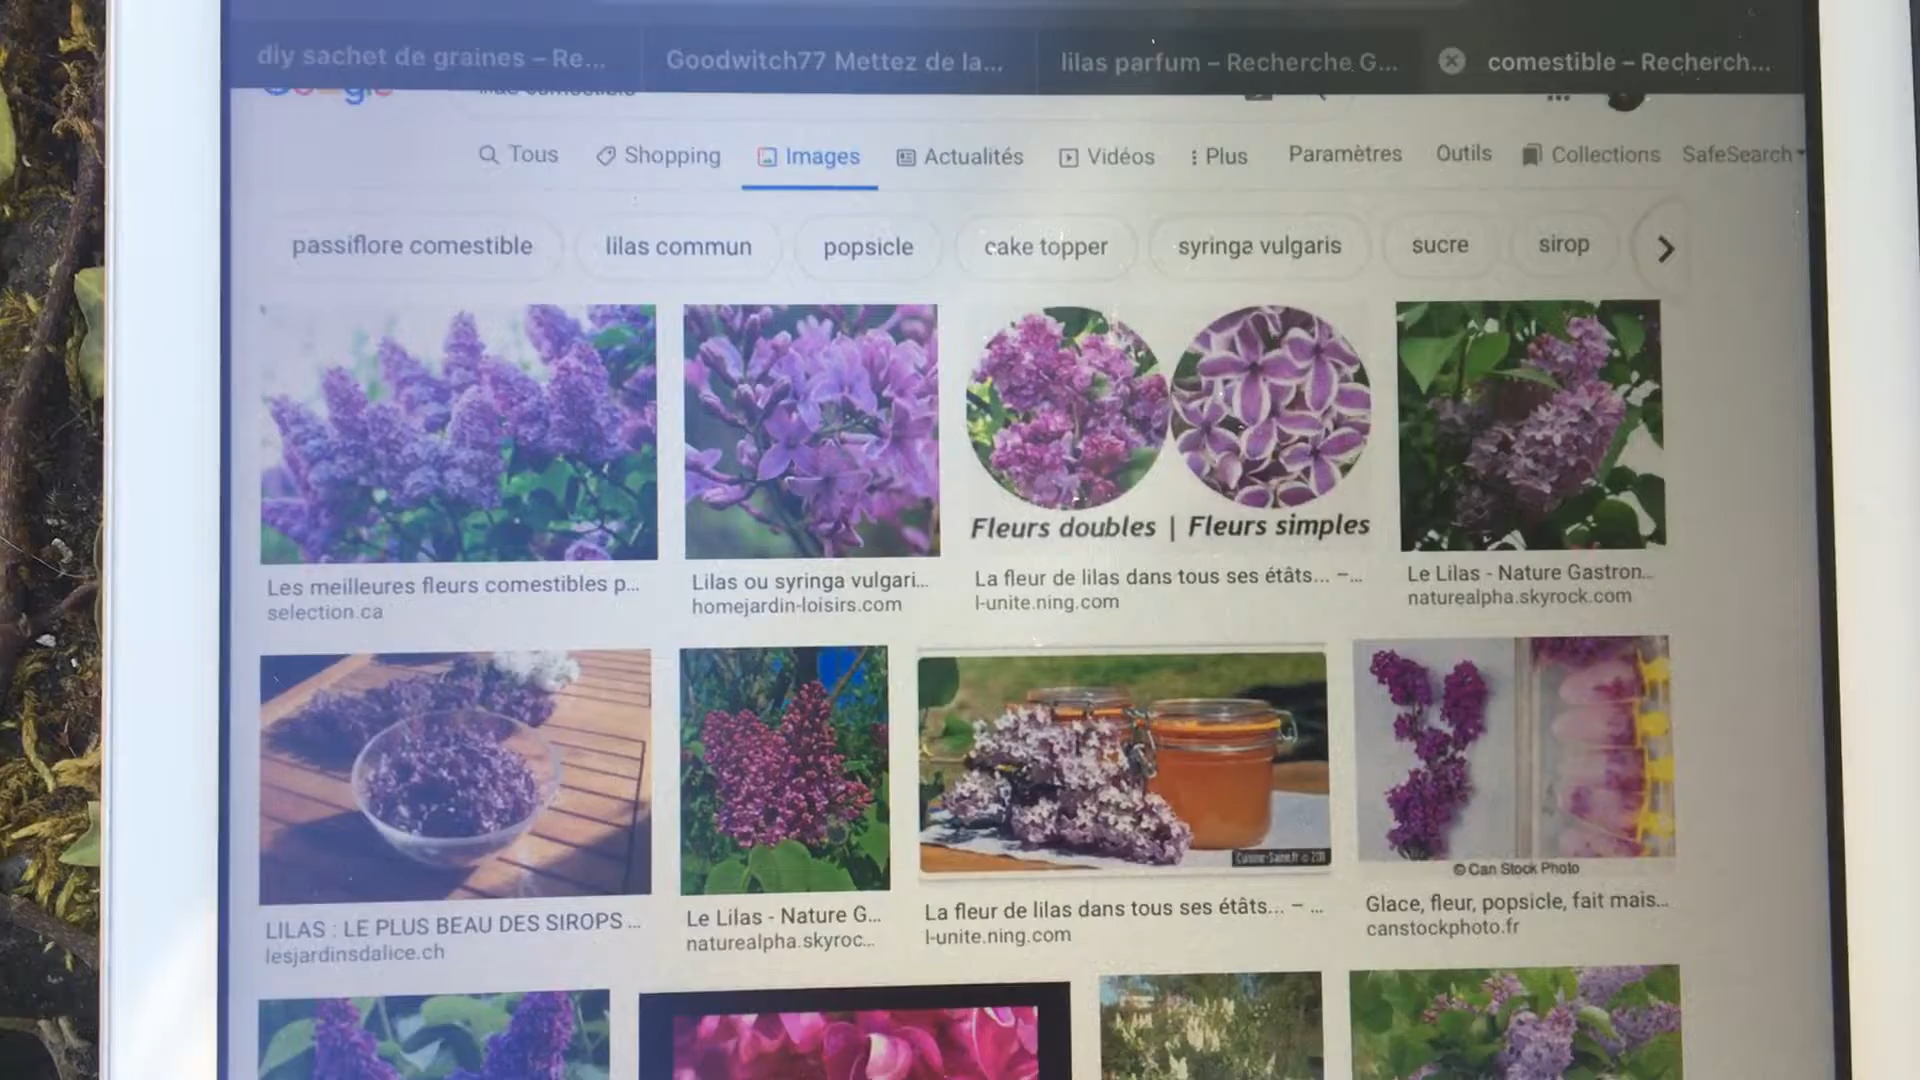 diy sachet de graines – Re...
Goodwitch77 Mettez de la...
lilas parfum – Recherche G...
comestible – Recherch...
Google
Tous
Shopping
Images
Actualités
Vidéos
Plus
Paramètres
Outils
Collections
SafeSearch
passiflore comestible
lilas commun
popsicle
cake topper
syringa vulgaris
sucre
sirop
Fleurs doubles | Fleurs simples
Les meilleures fleurs comestibles p...
selection.ca
Lilas ou syringa vulgari...
homejardin-loisirs.com
La fleur de lilas dans tous ses étâts... –...
l-unite.ning.com
Le Lilas - Nature Gastron...
naturealpha.skyrock.com
© Can Stock Photo
LILAS : LE PLUS BEAU DES SIROPS ...
lesjardinsdalice.ch
Le Lilas - Nature G...
naturealpha.skyroc...
La fleur de lilas dans tous ses étâts... – ...
l-unite.ning.com
Glace, fleur, popsicle, fait mais...
canstockphoto.fr